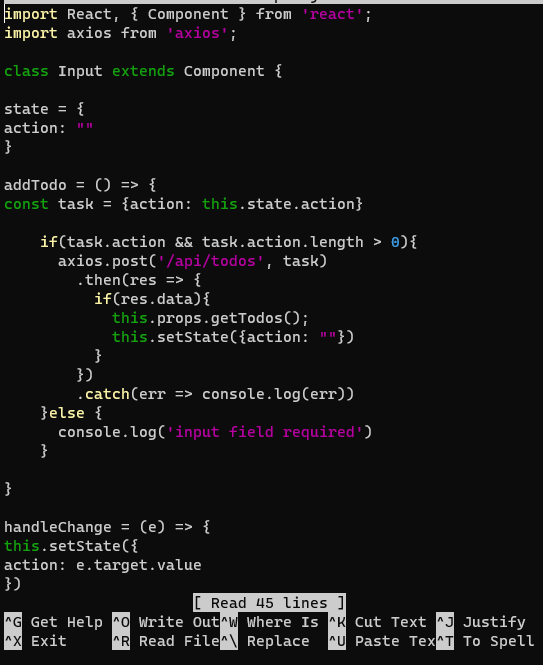 import React, { Component } from 'react';
import axios from 'axios';

class Input extends Component {

state = {
action: ""
}

addTodo = () => {
const task = {action: this.state.action}

    if(task.action && task.action.length > 0){
      axios.post('/api/todos', task)
        .then(res => {
          if(res.data){
            this.props.getTodos();
            this.setState({action: ""})
          }
        })
        .catch(err => console.log(err))
    }else {
      console.log('input field required')
    }

}

handleChange = (e) => {
this.setState({
action: e.target.value
})
[ Read 45 lines ]
^G Get Help ^O Write Out ^W Where Is ^K Cut Text ^J Justify
^X Exit ^R Read File ^\ Replace ^U Paste Tex ^T To Spell